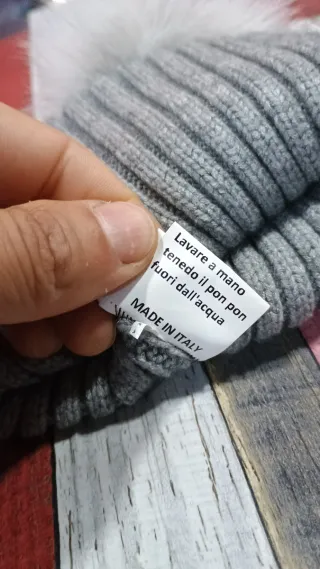 Lavare a mano
tenedo il pon pon
fuori dall'acqua
MADE IN ITALY